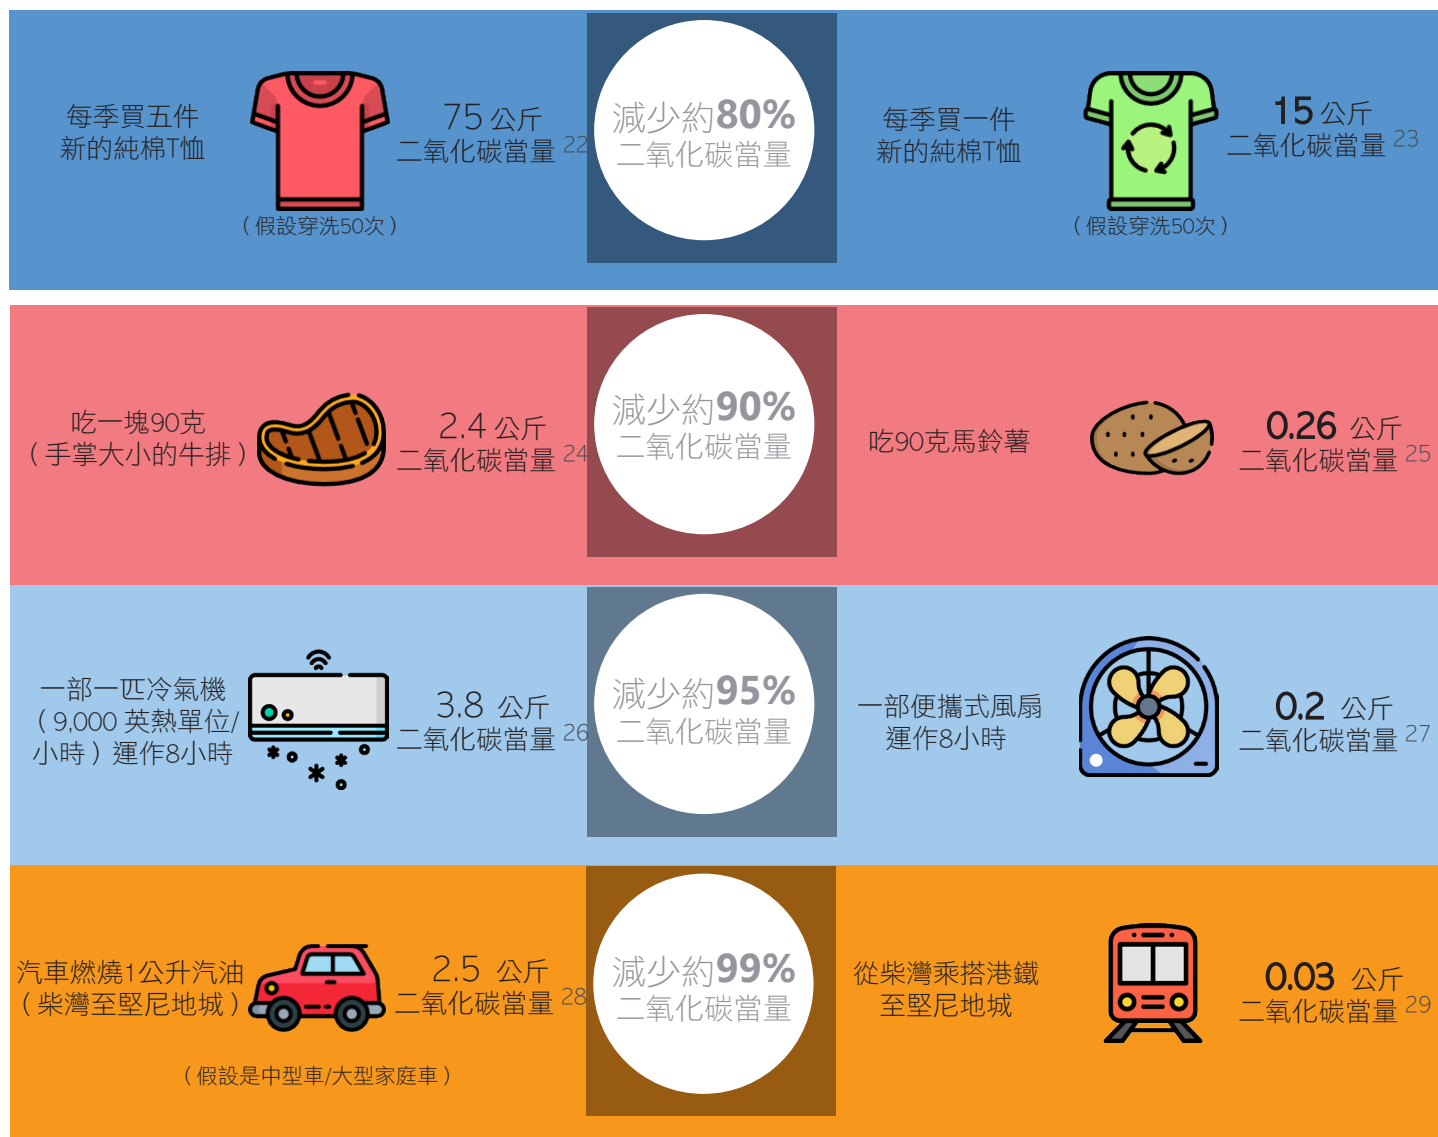 每季買五件
新的純棉T恤
（假設穿洗50次）
75 公斤
二氧化碳當量 22
減少約80%
二氧化碳當量
每季買一件
新的純棉T恤
（假設穿洗50次）
15 公斤
二氧化碳當量 23
吃一塊90克
（手掌大小的牛排）
2.4 公斤
二氧化碳當量 24
減少約90%
二氧化碳當量
吃90克馬鈴薯
0.26 公斤
二氧化碳當量 25
一部一匹冷氣機
（9,000 英熱單位/
小時）運作8小時
3.8 公斤
二氧化碳當量 26
減少約95%
二氧化碳當量
一部便攜式風扇
運作8小時
0.2 公斤
二氧化碳當量 27
汽車燃燒1公升汽油
（柴灣至堅尼地城）
2.5 公斤
二氧化碳當量 28
（假設是中型車/大型家庭車）
減少約99%
二氧化碳當量
從柴灣乘搭港鐵
至堅尼地城
0.03 公斤
二氧化碳當量 29